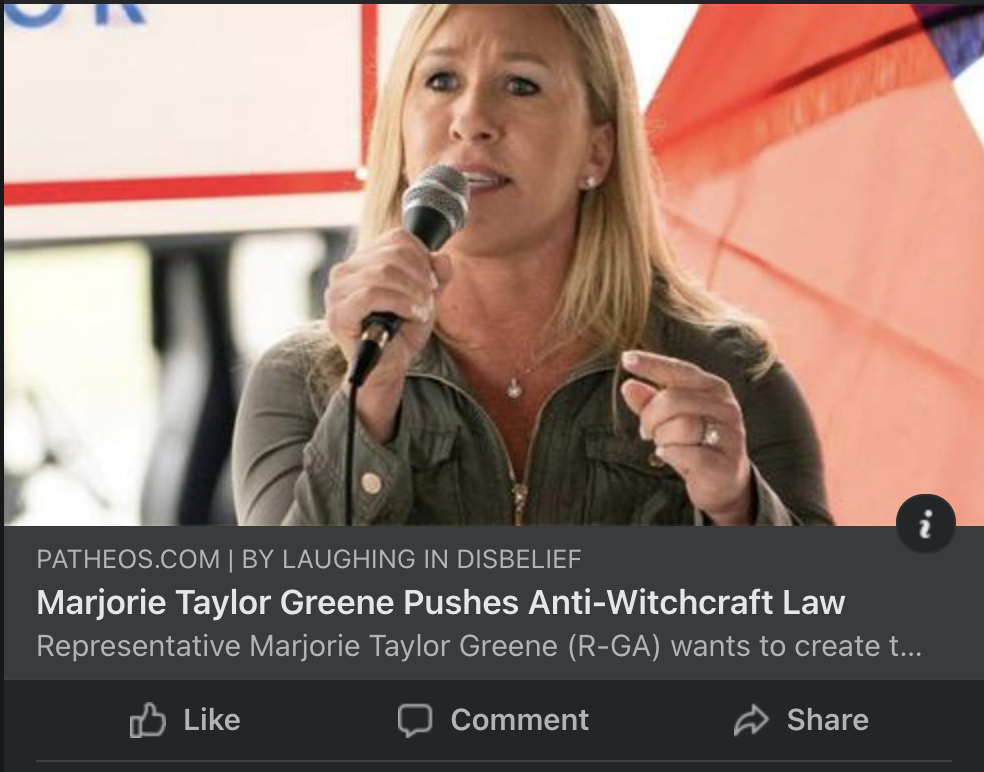 OR
PATHEOS.COM | BY LAUGHING IN DISBELIEF
Marjorie Taylor Greene Pushes Anti-Witchcraft Law
Representative Marjorie Taylor Greene (R-GA) wants to create t...
Like
Comment
Share